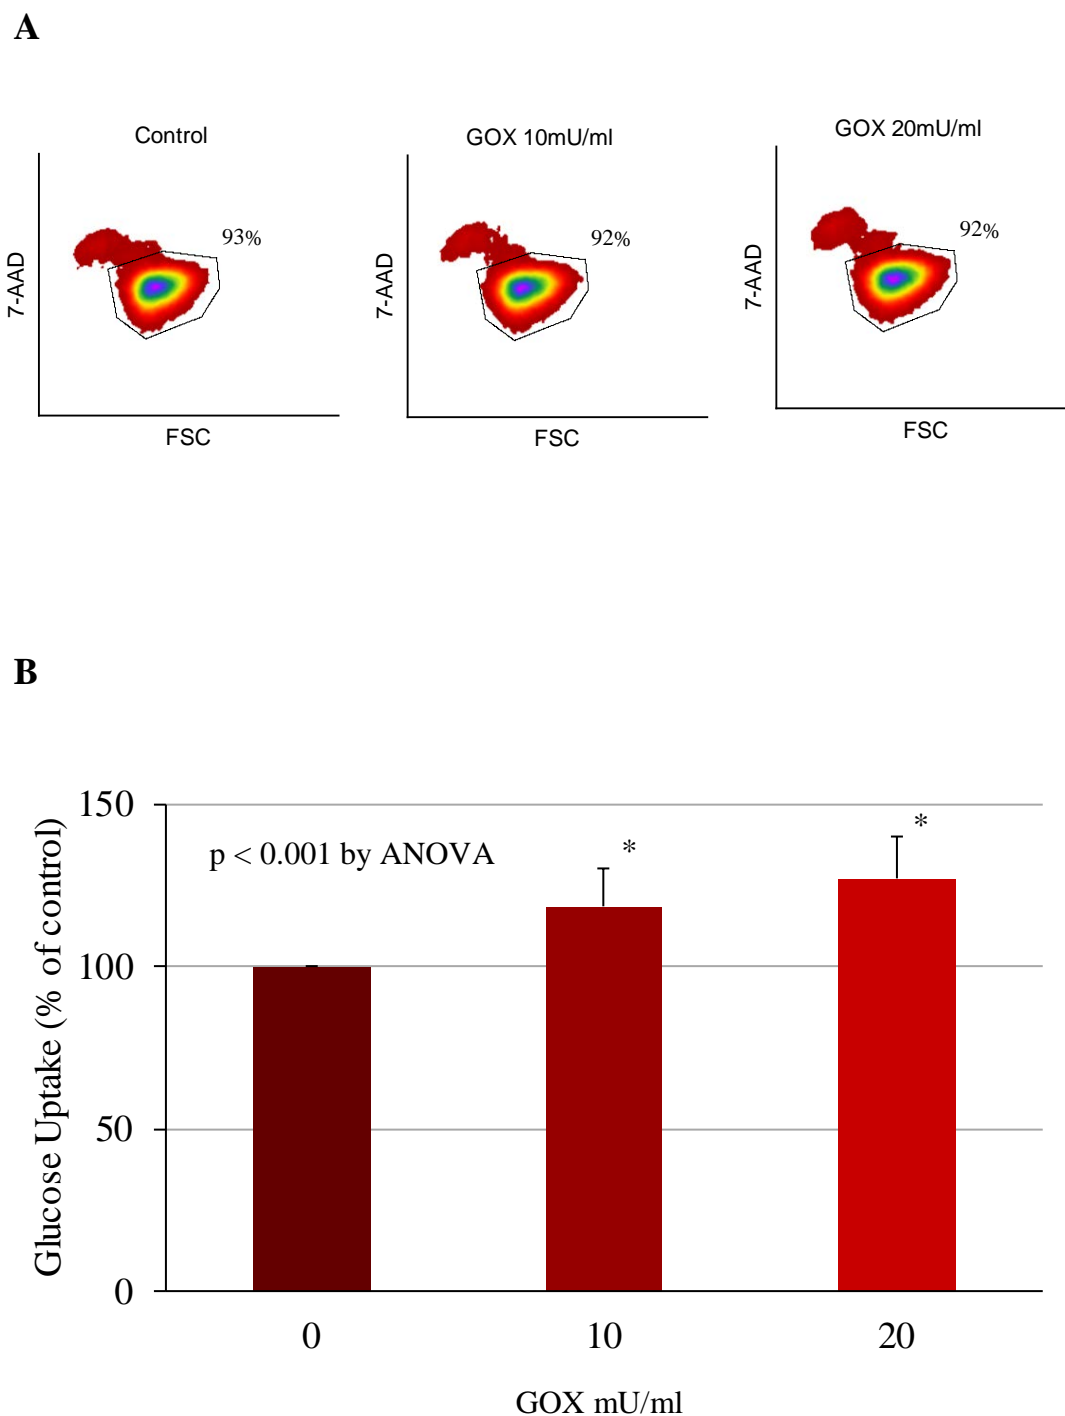 A
Control
GOX 10mU/ml
GOX 20mU/ml
93%
92%
92%
7-AAD
7-AAD
7-AAD
FSC
FSC
FSC
B
150
100
50
0
Glucose Uptake (% of control)
p < 0.001 by ANOVA
*
*
0
10
20
GOX mU/ml